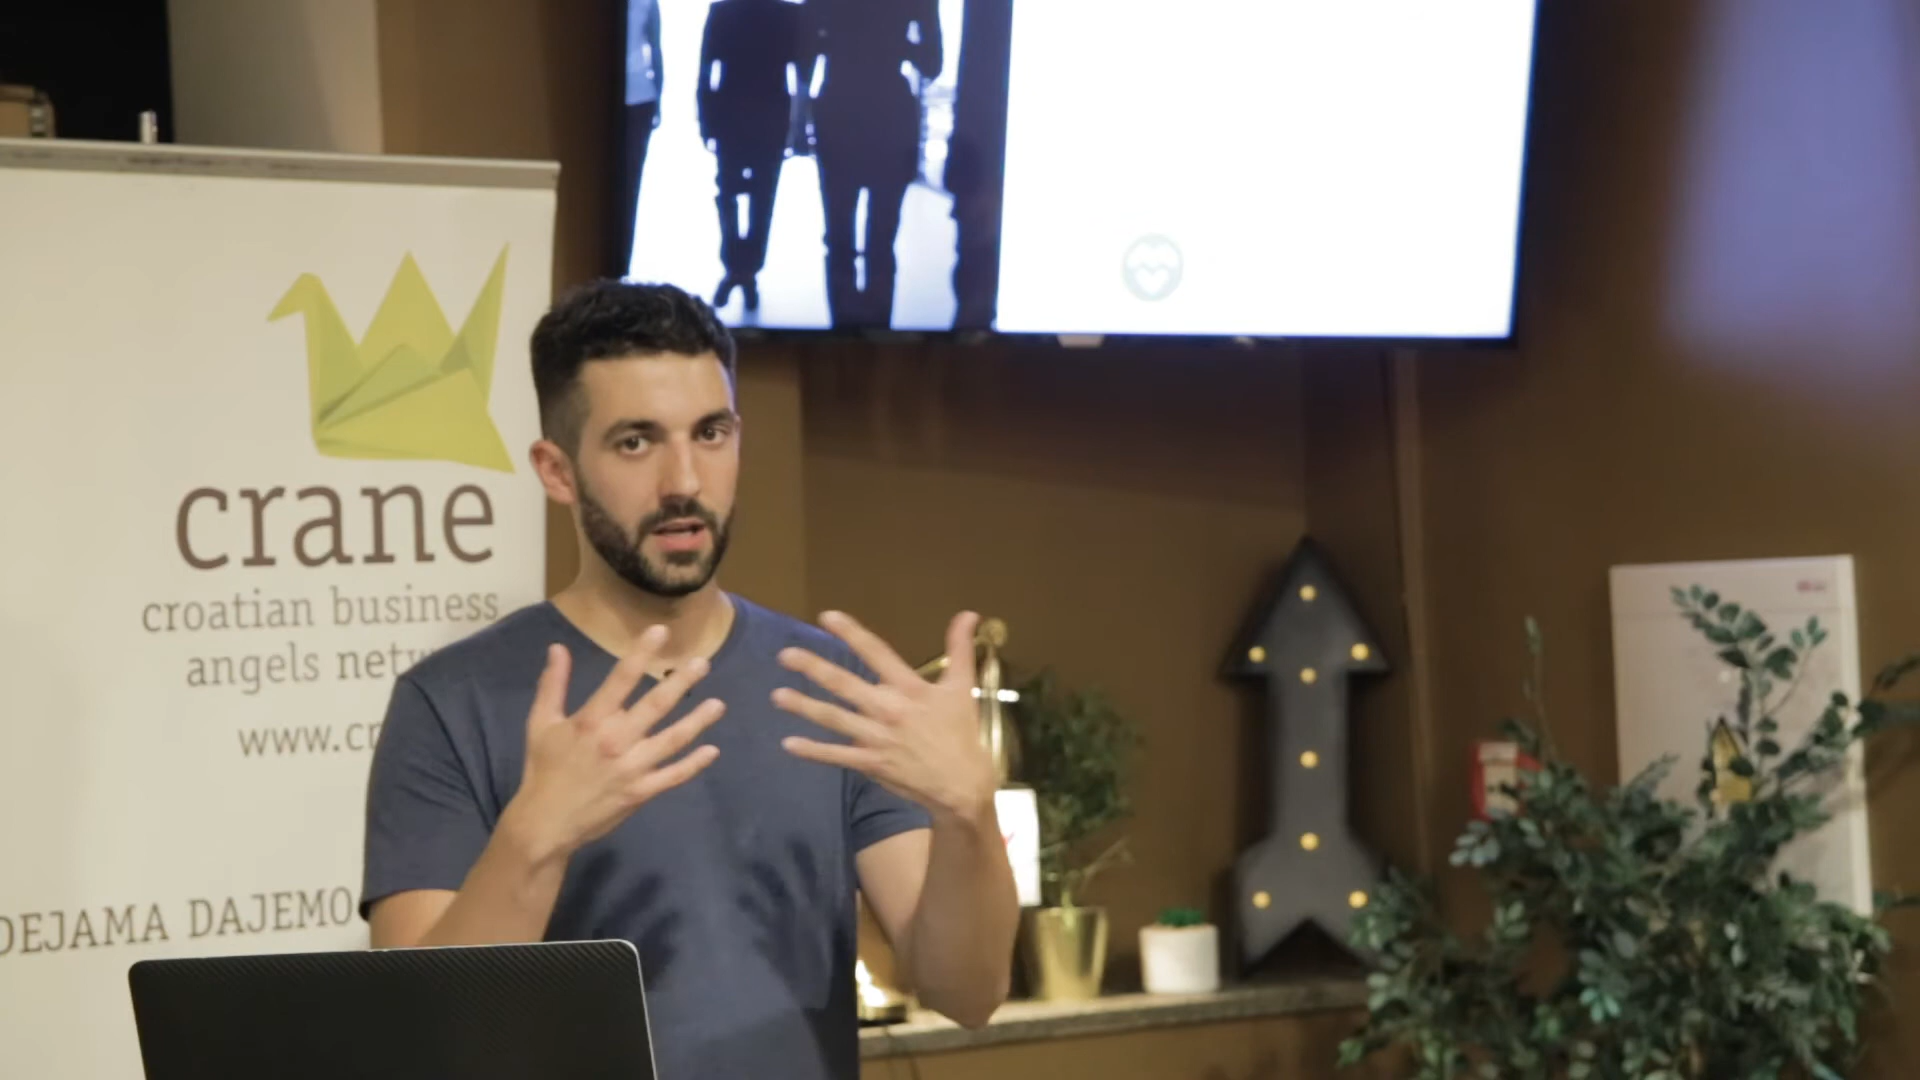 crane
croatian business
angels netw
www.cr
DEJAMA DAJEMO